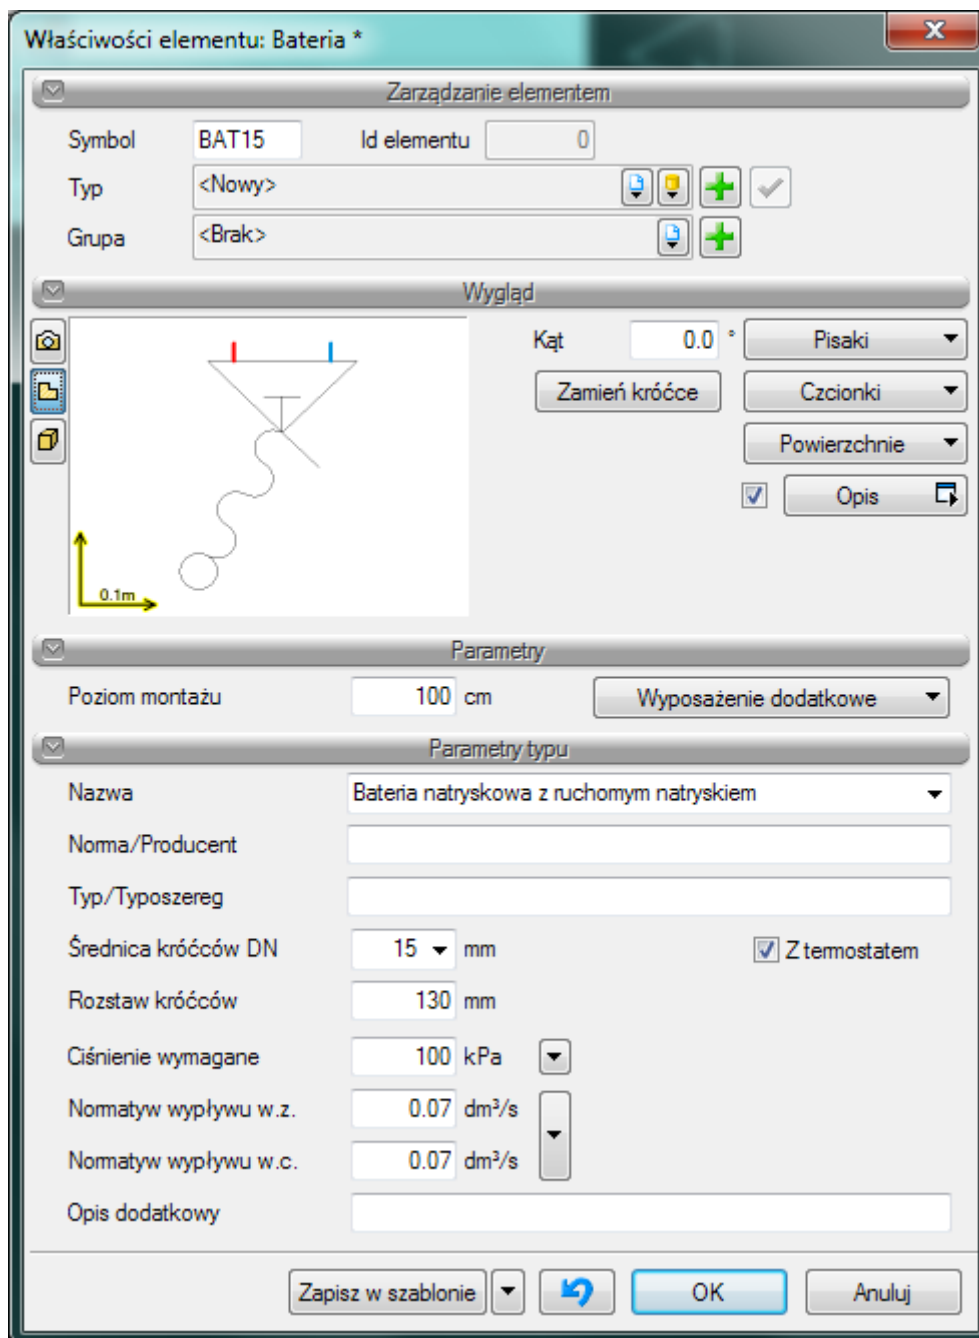 Właściwości elementu: Bateria *
Zarządzanie elementem
Symbol BAT15 Id elementu 0
Typ <Nowy>
Grupa <Brak>
Wygląd
Kąt 0.0 ° Pisaki
Zamień króćce Czcionki
Powierzchnie
Opis
0.1m
Parametry
Poziom montażu 100 cm Wyposażenie dodatkowe
Parametry typu
Nazwa Bateria natryskowa z ruchomym natryskiem
Norma/Producent
Typ/Typoszereg
Średnica króćców DN 15 mm Z termostatem
Rozstaw króćców 130 mm
Ciśnienie wymagane 100 kPa
Normatyw wypływu w.z. 0.07 dm³/s
Normatyw wypływu w.c. 0.07 dm³/s
Opis dodatkowy
Zapisz w szablonie OK Anuluj